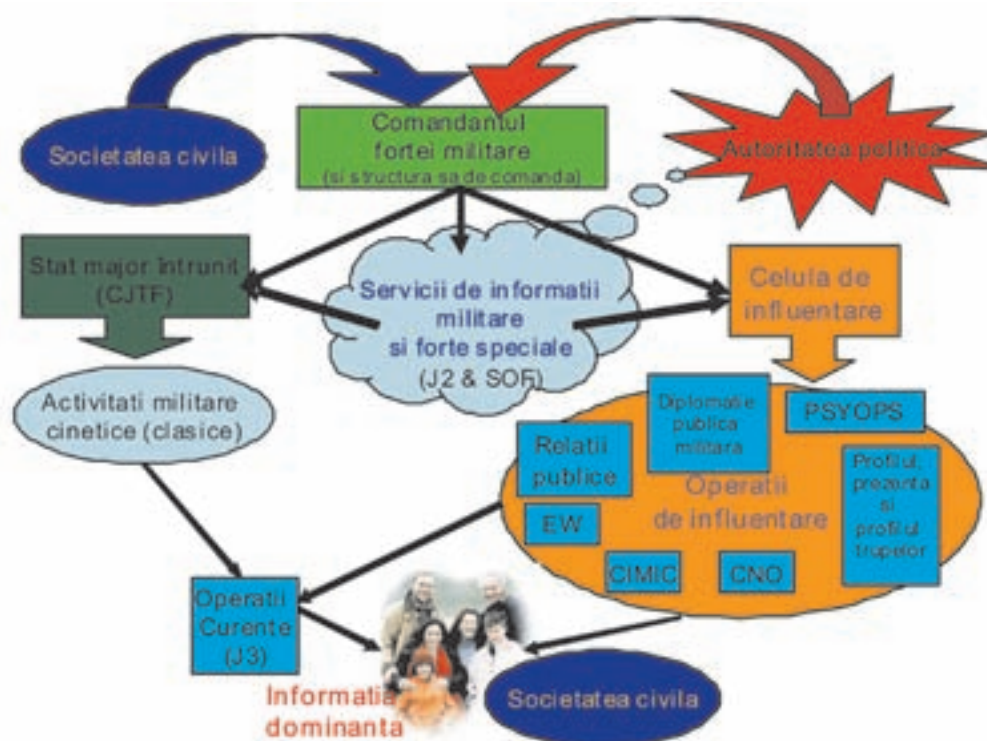 Societatea civila
Comandantul
fortei militare
(si structura sa de comanda)
Autoritatea politica
Stat major întrunit
(CJTF)
Servicii de informatii
militare
si forte speciale
(J2 & SOF)
Celula de
influentare
Activitati militare
cinetice (clasice)
Relatii
publice
Diplomatie
publica
militara
PSYOPS
Profilul,
prezenta
si
profilul
trupelor
Operatii
de influentare
EW
CIMIC
CNO
Operatii
Curente
(J3)
Informatia
dominanta
Societatea civila